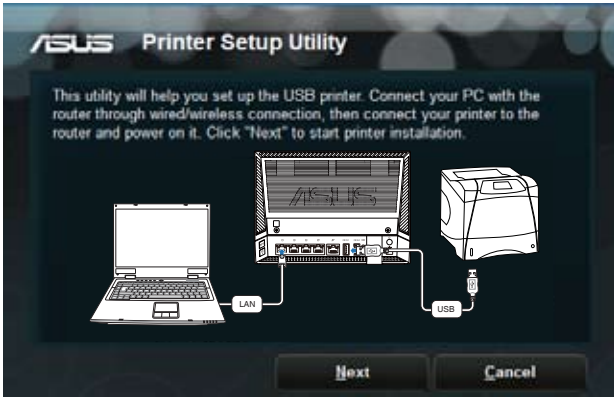 ASUS Printer Setup Utility
This utility will help you set up the USB printer. Connect your PC with the
router through wired/wireless connection, then connect your printer to the
router and power on it. Click "Next" to start printer installation.
ASUS
LAN
USB
Next
Cancel